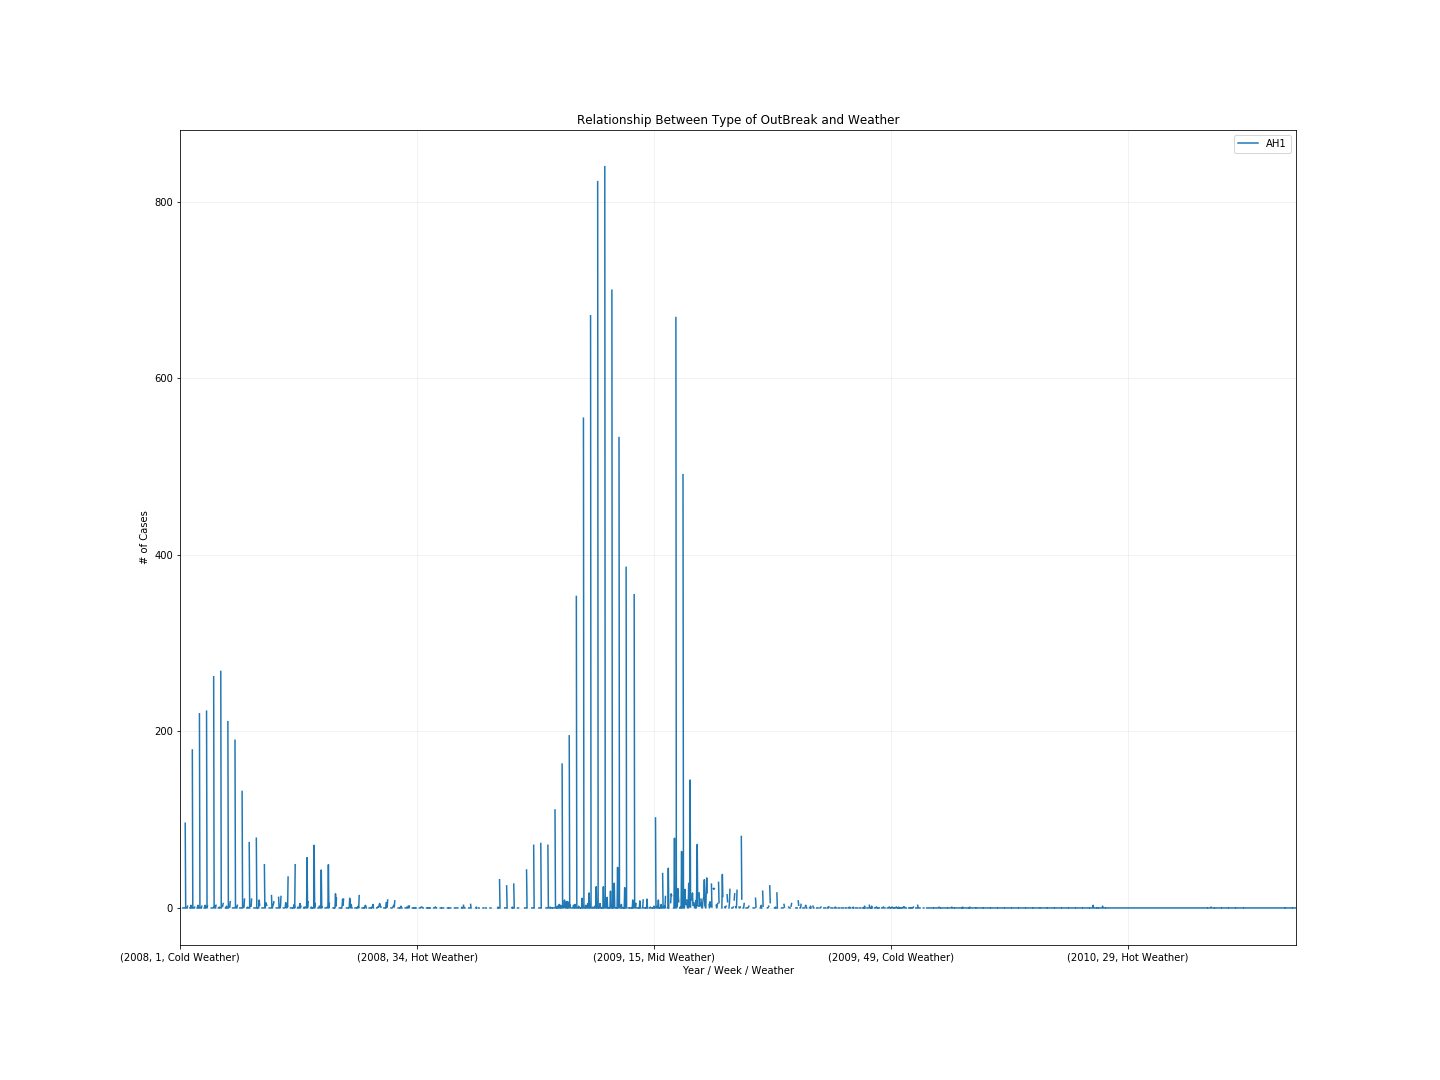 Relationship Between Type of OutBreak and Weather
AH1
800
600
400
200
0
# of Cases
(2008, 1, Cold Weather)
(2008, 34, Hot Weather)
(2009, 15, Mid Weather)
(2009, 49, Cold Weather)
(2010, 29, Hot Weather)
Year / Week / Weather